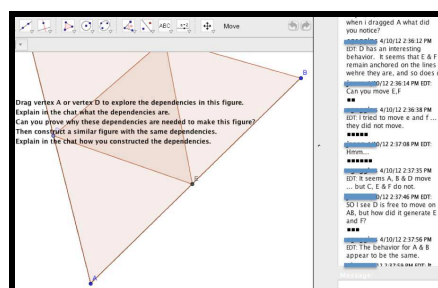 ABC
Move
B
Drag vertex A or vertex D to explore the dependencies in this figure.
Explain in the chat what the dependencies are.
Can you prove why these dependencies are needed to make this figure?
Then construct a similar figure with the same dependencies.
Explain in the chat how you constructed the dependencies.
E
A
when i dragged A what did
you notice?
4/10/12 2:36:12 PM
EDT: D has an interesting
behavior. It seems that E & F
remain anchored on the lines
wehre they are, and so does
0/12 2:36:14 PM EDT:
Can you move E,F
4/10/12 2:36:38 PM
EDT: I tried to move e and f ...
they did not move.
0/12 2:37:08 PM EDT:
Hmm...
4/10/12 2:37:35 PM
EDT: It seems A, B & D move
... but C, E & F do not.
0/12 2:37:46 PM EDT:
SO I see D is free to move on
AB, but how did it generate E
and F?
4/10/12 2:37:56 PM
EDT: The behavior for A & B
appear to be the same.
Message